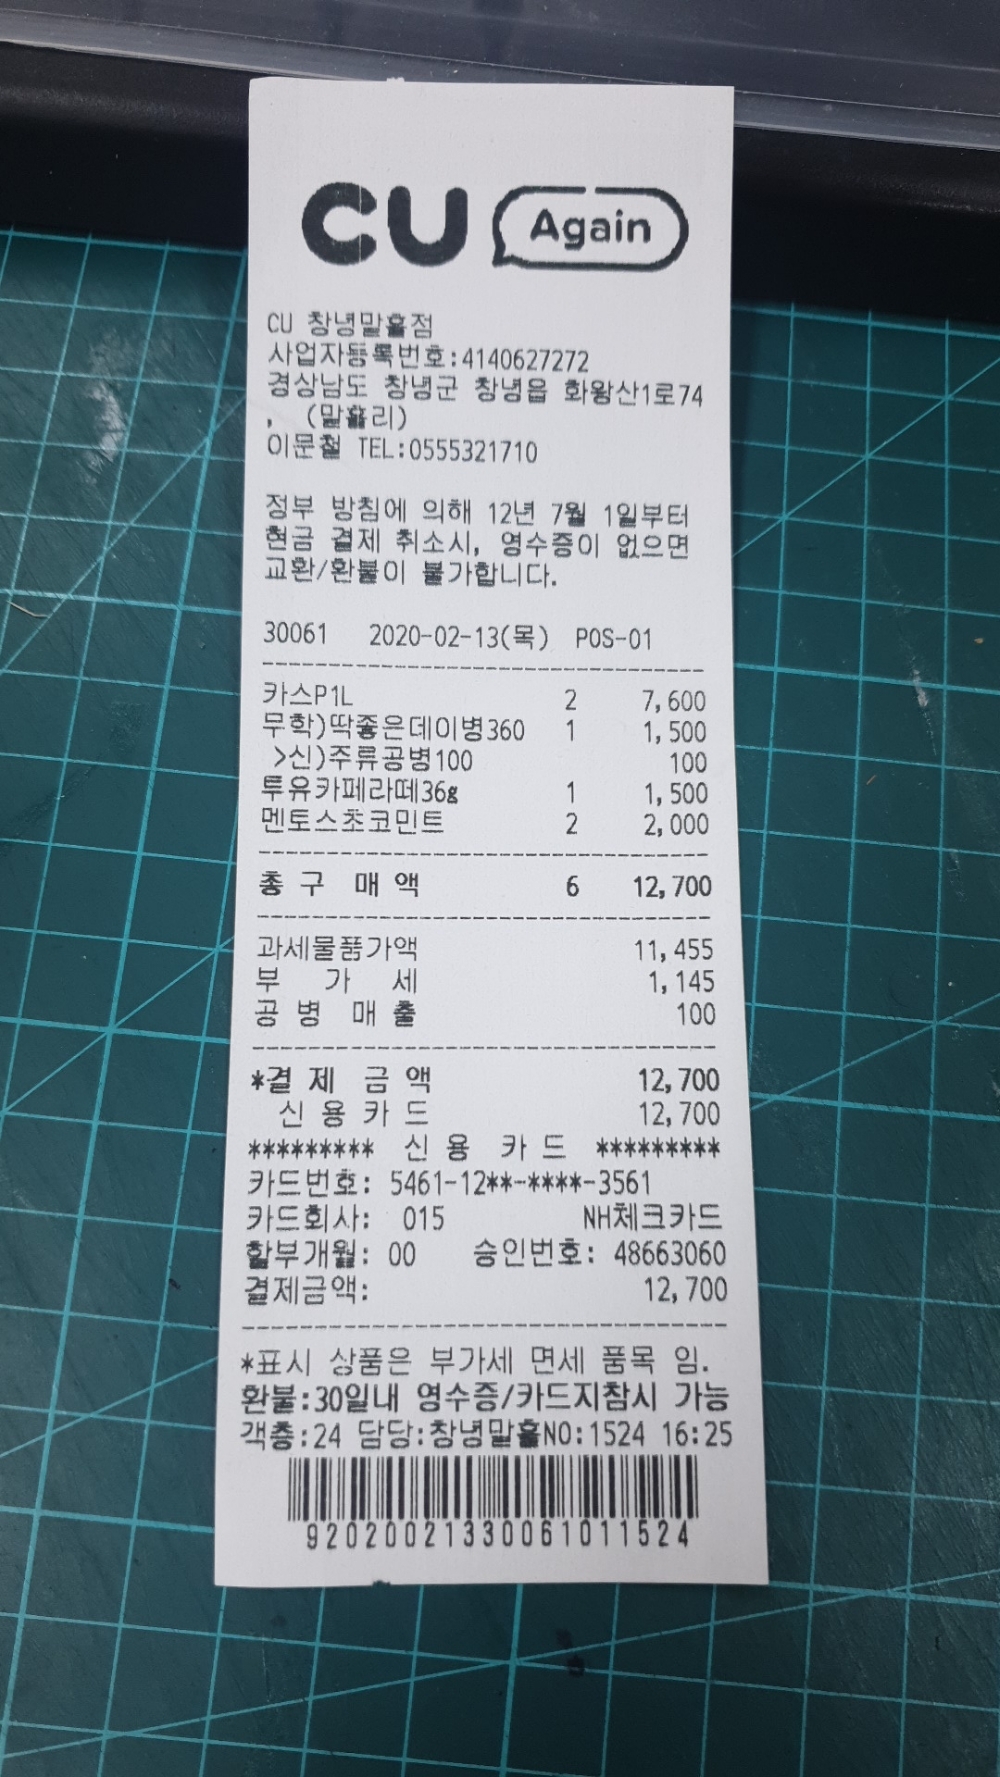 CU Again
CU 창녕말흘점
사업자등록번호:4140627272
경상남도 창녕군 창녕읍 화왕산1로74
, (말흘리)
이문철 TEL:0555321710
정부 방침에 의해 12년 7월 1일부터
현금 결제 취소시, 영수증이 없으면
교환/환불이 불가합니다.
30061 2020-02-13(목) POS-01
카스P1L 2 7,600
무학)딱좋은데이병360 1 1,500
>신)주류공병100 100
투유카페라떼36g 1 1,500
멘토스초코민트 2 2,000
총 구 매 액 6 12,700
과세물품가액 11,455
부 가 세 1,145
공 병 매 출 100
*결 제 금 액 12,700
신 용 카 드 12,700
********* 신 용 카 드 *********
카드번호: 5461-12**-****-3561
카드회사: 015 NH체크카드
할부개월: 00 승인번호: 48663060
결제금액: 12,700
*표시 상품은 부가세 면세 품목 임.
환불:30일내 영수증/카드지참시 가능
객층:24 담당:창녕말흘NO:1524 16:25
92020021330061011524